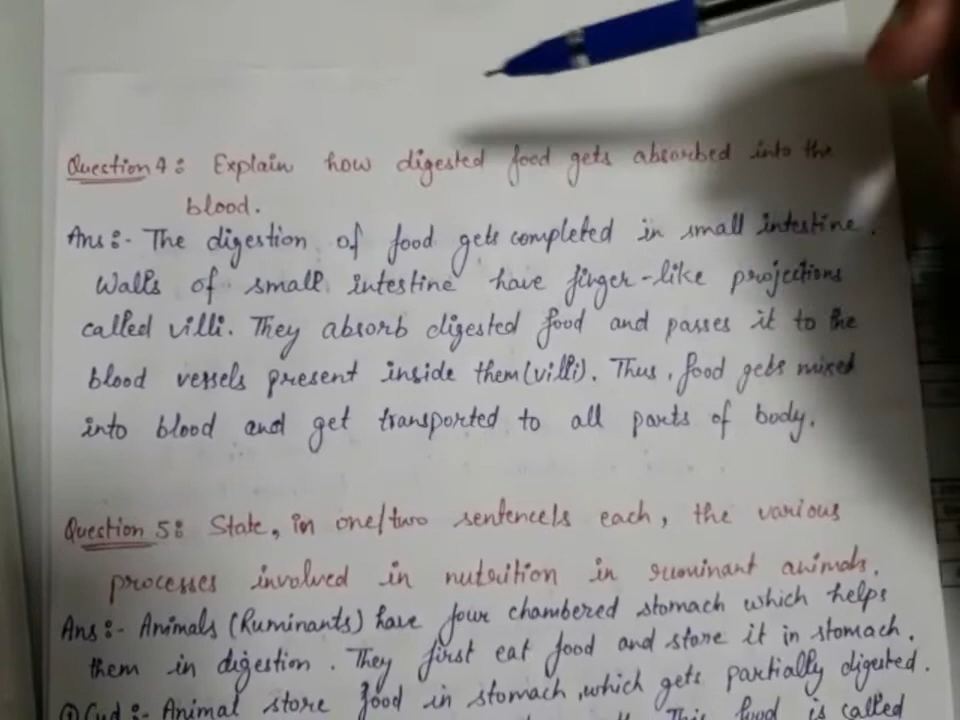 Question 4: Explain how digested food gets absorbed into the
blood.
Ans:- The digestion of food gets completed in small intestine.
Walls of small intestine have finger-like projections
called villi. They absorb digested food and passes it to the
blood vessels present inside them (villi). Thus, food gets mixed
into blood and get transported to all parts of body.
Question 5: State, in one/two sentence/s each, the various
processes involved in nutrition in ruminant animals.
Ans:- Animals (Ruminants) have four chambered stomach which helps
them in digestion. They first eat food and store it in stomach.
① Cud:- Animal store food in stomach, which gets partially digested.
This food is called